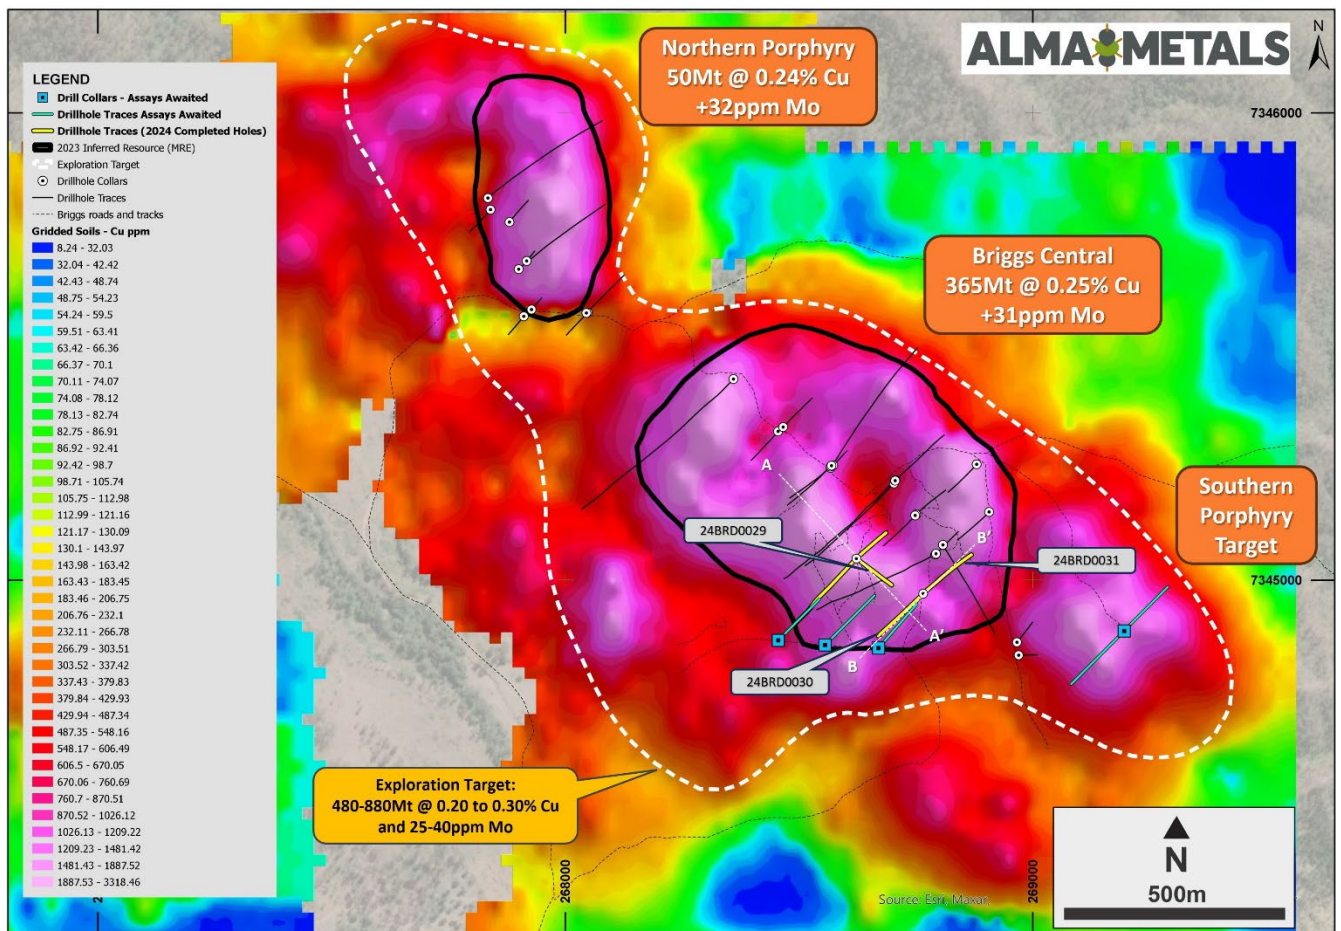 Northern Porphyry
50Mt @ 0.24% Cu
+32ppm Mo
ALMA METALS
N
LEGEND
Drill Collars - Assays Awaited
Drillhole Traces Assays Awaited
Drillhole Traces (2024 Completed Holes)
2023 Inferred Resource (MRE)
Exploration Target
Drillhole Collars
Drillhole Traces
Briggs roads and tracks
Gridded Soils - Cu ppm
8.24 - 32.03
32.04 - 42.42
42.43 - 48.74
48.75 - 54.23
54.24 - 59.5
59.51 - 63.41
63.42 - 66.36
66.37 - 70.1
70.11 - 74.07
74.08 - 78.12
78.13 - 82.74
82.75 - 86.91
86.92 - 92.41
92.42 - 98.7
98.71 - 105.74
105.75 - 112.98
112.99 - 121.16
121.17 - 130.09
130.1 - 143.97
143.98 - 163.42
163.43 - 183.45
183.46 - 206.75
206.76 - 232.1
232.11 - 266.78
266.79 - 303.51
303.52 - 337.42
337.43 - 379.83
379.84 - 429.93
429.94 - 487.34
487.35 - 548.16
548.17 - 606.49
606.5 - 670.05
670.06 - 760.69
760.7 - 870.51
870.52 - 1026.12
1026.13 - 1209.22
1209.23 - 1481.42
1481.43 - 1887.52
1887.53 - 3318.46
7346000
Briggs Central
365Mt @ 0.25% Cu
+31ppm Mo
A
Southern
Porphyry
Target
24BRD0029
B'
24BRD0031
7345000
A'
B
24BRD0030
Exploration Target:
480-880Mt @ 0.20 to 0.30% Cu
and 25-40ppm Mo
268000
269000
Source: Esri, Maxar,
N
500m